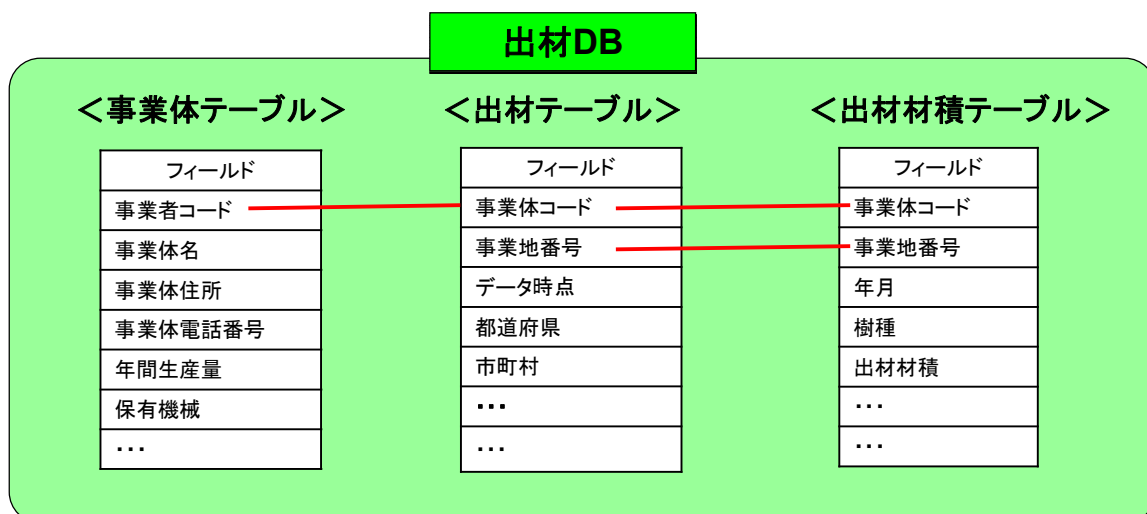 出材DB
＜事業体テーブル＞
フィールド
事業者コード
事業体名
事業体住所
事業体電話番号
年間生産量
保有機械
・・・
＜出材テーブル＞
フィールド
事業体コード
事業地番号
データ時点
都道府県
市町村
・・・
・・・
＜出材材積テーブル＞
フィールド
事業体コード
事業地番号
年月
樹種
出材材積
・・・
・・・